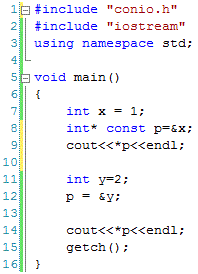 1 #include "conio.h"
2 #include "iostream"
3 using namespace std;
4
5 void main()
6 {
7 int x = 1;
8 int* const p=&x;
9 cout<<*p<<endl;
10
11 int y=2;
12 p = &y;
13
14 cout<<*p<<endl;
15 getch();
16 }